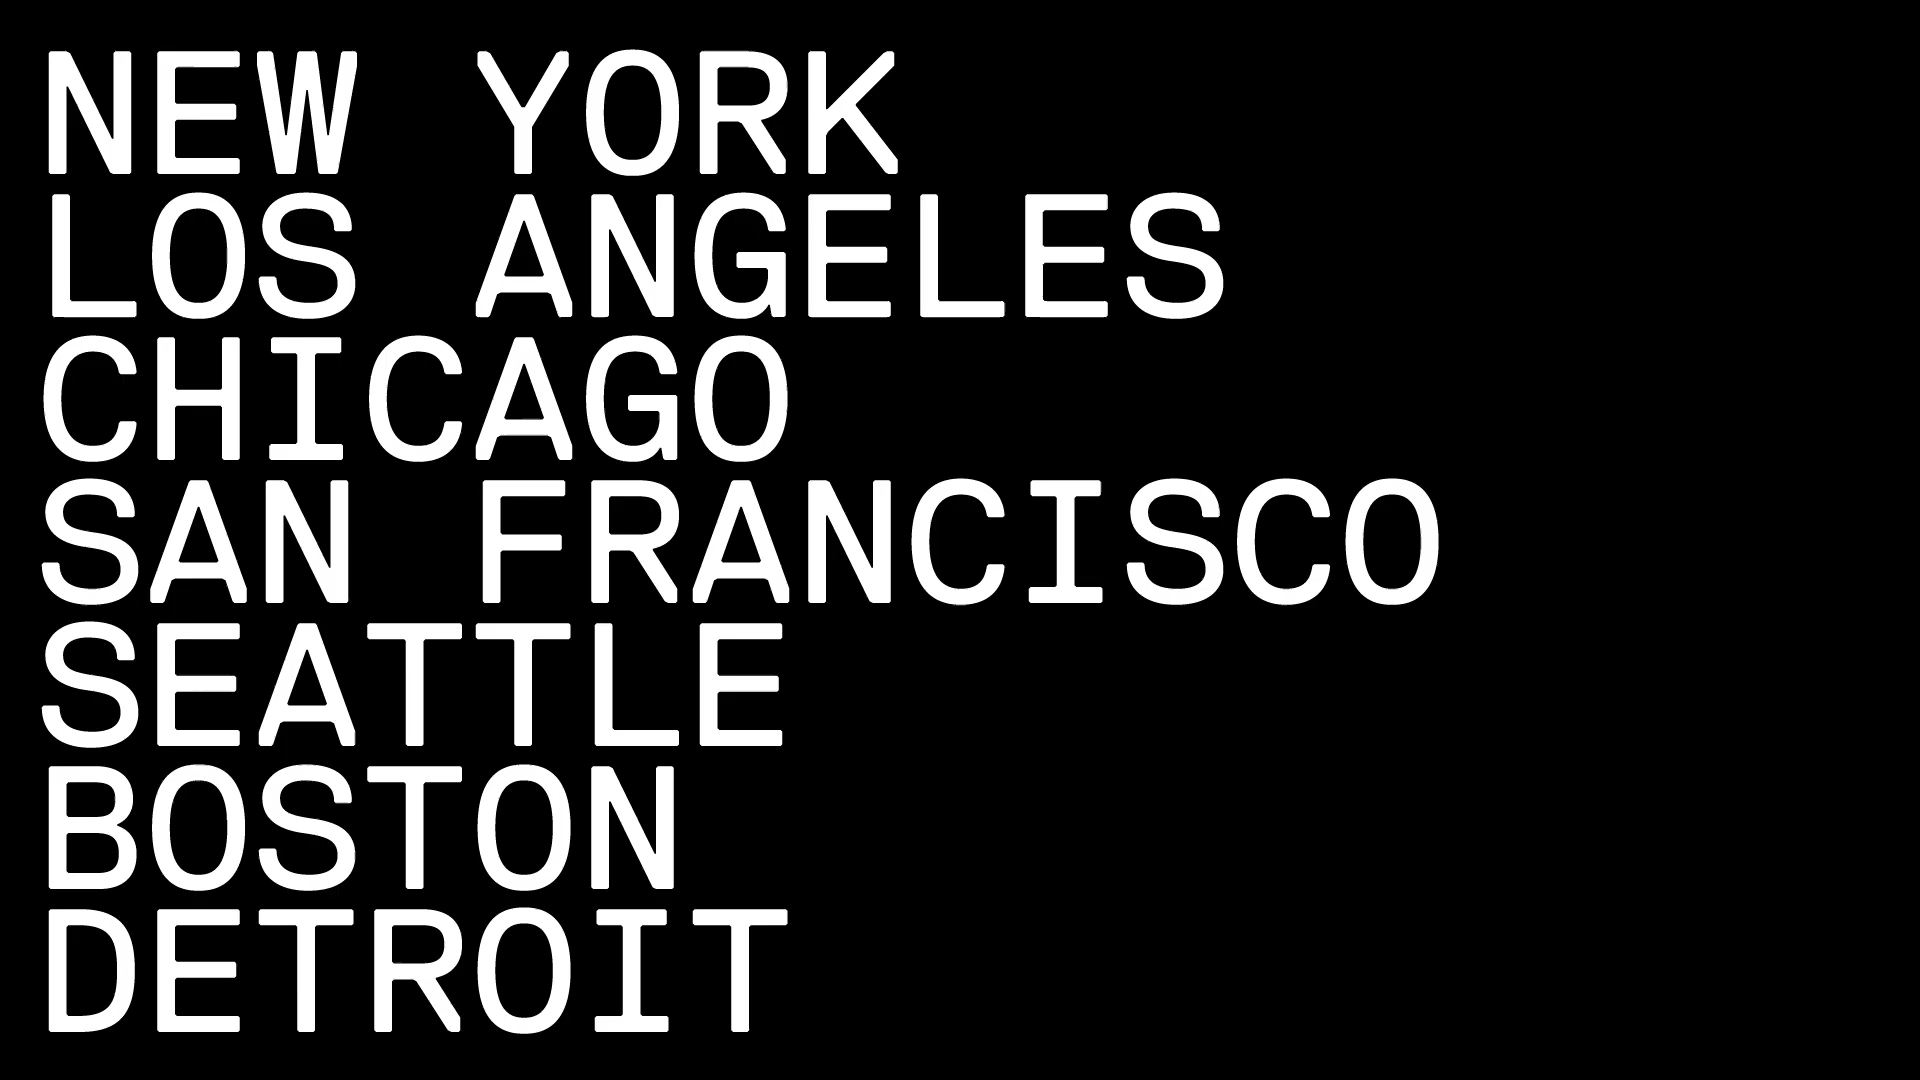 NEW YORK
LOS ANGELES
CHICAGO
SAN FRANCISCO
SEATTLE
BOSTON
DETROIT